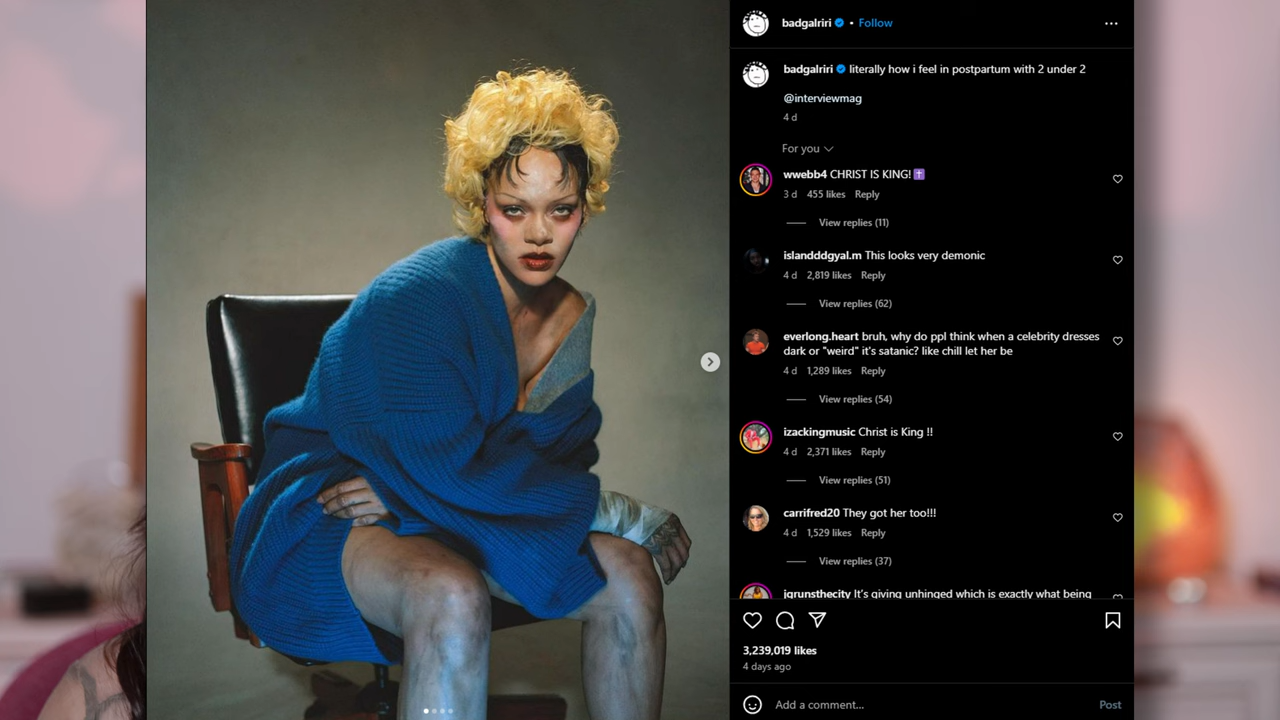 badgalriri • Follow
badgalriri literally how i feel in postpartum with 2 under 2
@interviewmag
4 d
For you
wwebb4 CHRIST IS KING!✝️
3 d 455 likes Reply
View replies (11)
islandddgyal.m This looks very demonic
4 d 2,819 likes Reply
View replies (62)
everlong.heart bruh, why do ppl think when a celebrity dresses
dark or "weird" it's satanic? like chill let her be
4 d 1,289 likes Reply
View replies (54)
izackingmusic Christ is King !!
4 d 2,371 likes Reply
View replies (51)
carrifred20 They got her too!!!
4 d 1,529 likes Reply
View replies (37)
jgrunsthecity It's giving unhinged which is exactly what being
3,239,019 likes
4 days ago
Add a comment...
Post